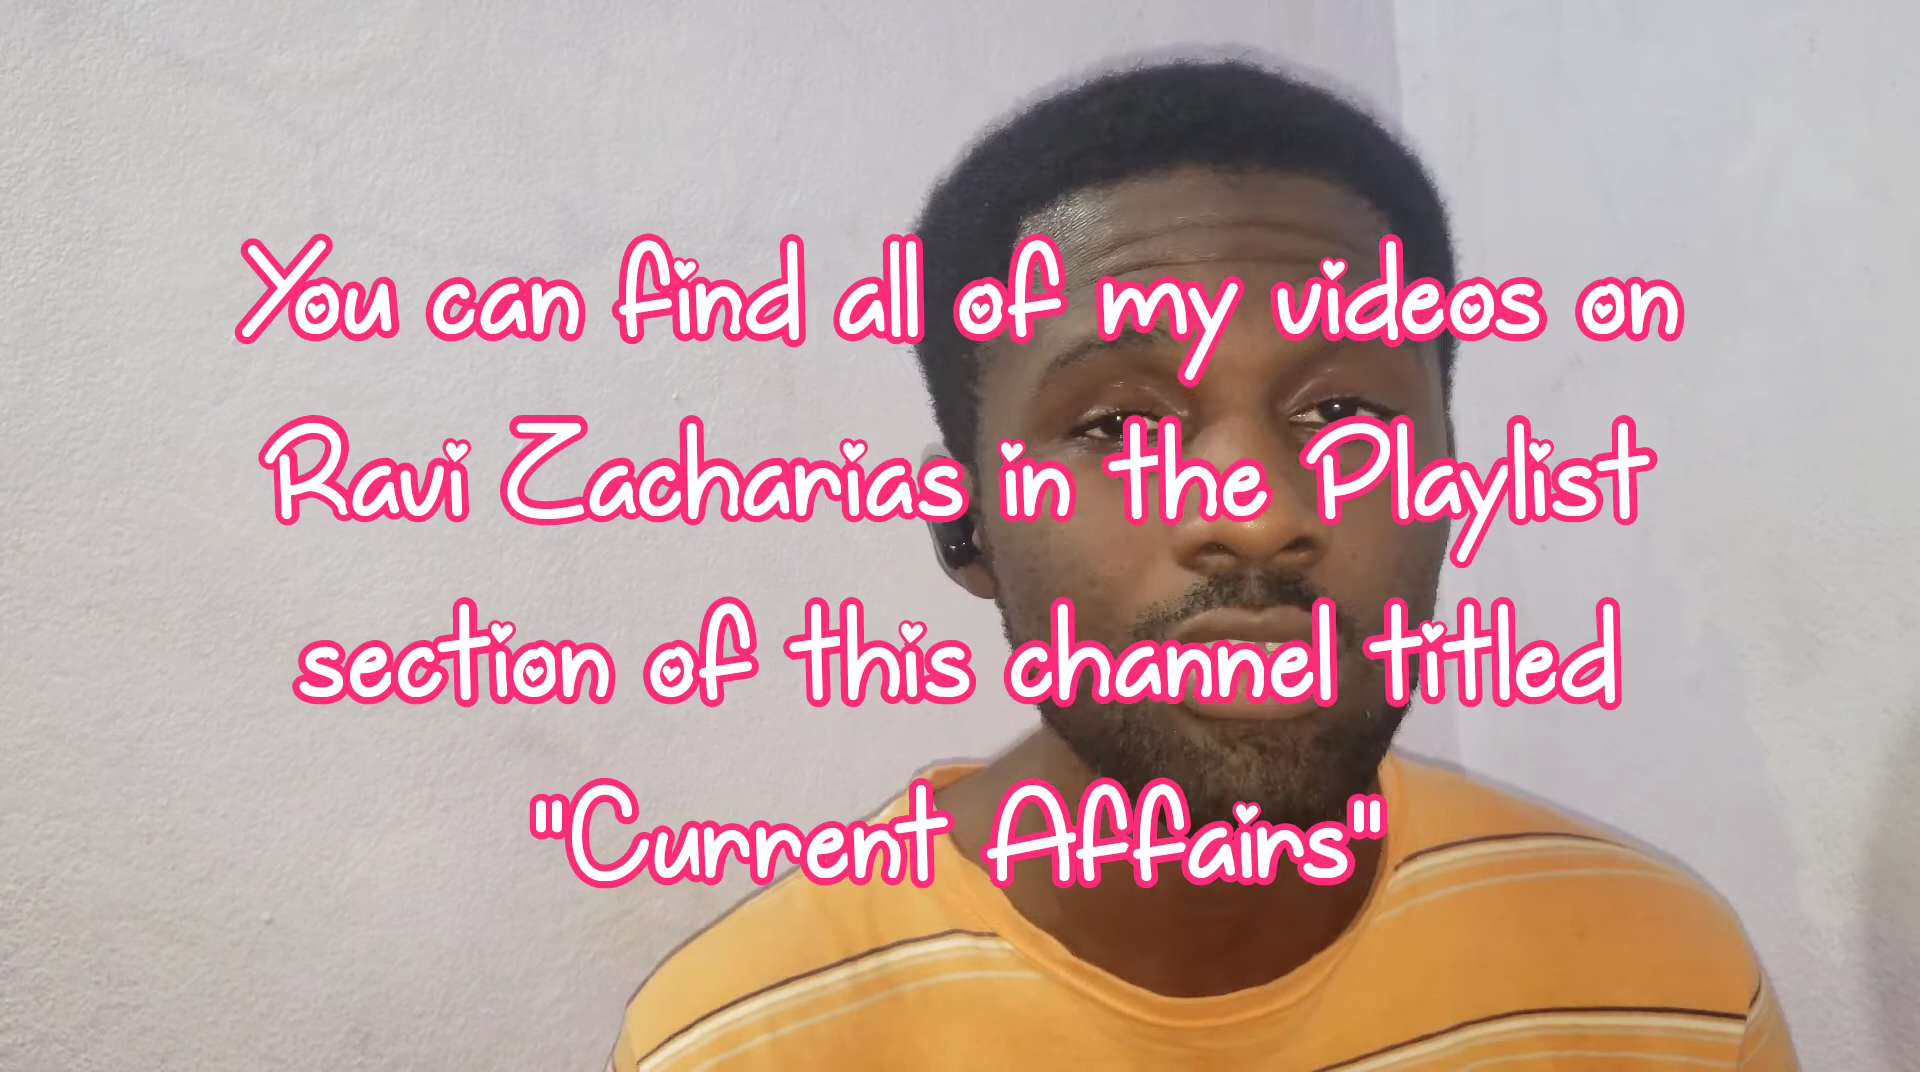 You can find all of my videos on
Ravi Zacharias in the Playlist
section of this channel titled
"Current Affairs"